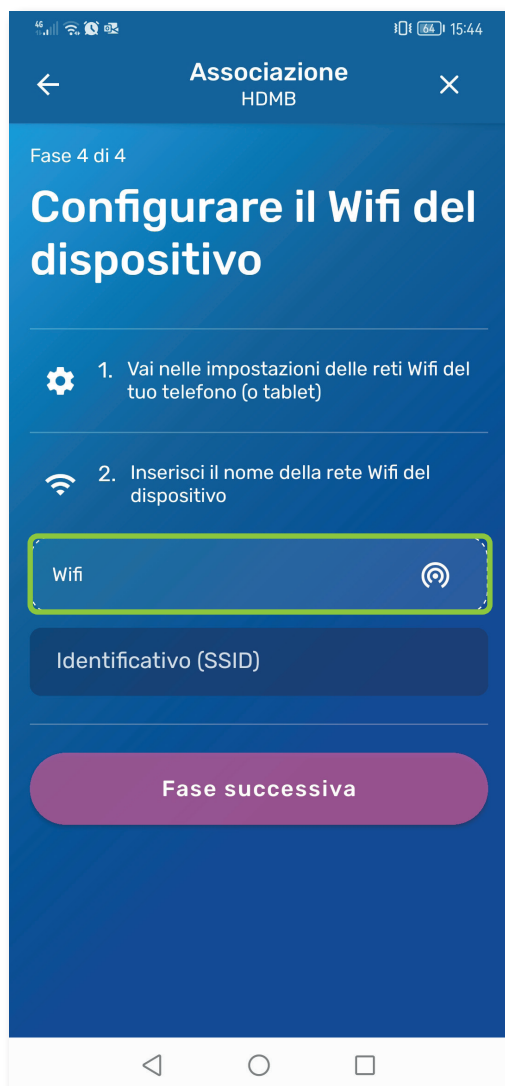 4G 64 15:44
Associazione
HDMB
Fase 4 di 4
Configurare il Wifi del
dispositivo
1. Vai nelle impostazioni delle reti Wifi del
tuo telefono (o tablet)
2. Inserisci il nome della rete Wifi del
dispositivo
Wifi
Identificativo (SSID)
Fase successiva